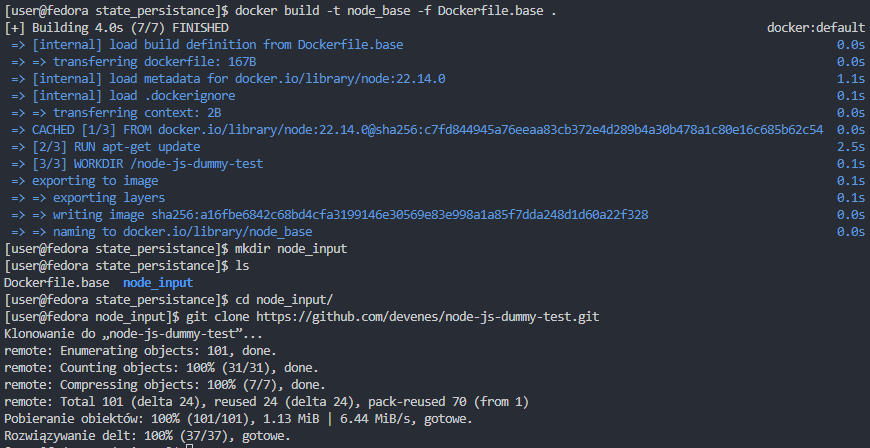 [user@fedora state_persistance]$ docker build -t node_base -f Dockerfile.base .
[+] Building 4.0s (7/7) FINISHED docker:default
=> [internal] load build definition from Dockerfile.base 0.0s
=> => transferring dockerfile: 167B 0.0s
=> [internal] load metadata for docker.io/library/node:22.14.0 1.1s
=> [internal] load .dockerignore 0.1s
=> => transferring context: 2B 0.0s
=> CACHED [1/3] FROM docker.io/library/node:22.14.0@sha256:c7fd844945a76eeaa83cb372e4d289b4a30b478a1c80e16c685b62c54 0.0s
=> [2/3] RUN apt-get update 2.5s
=> [3/3] WORKDIR /node-js-dummy-test 0.1s
=> exporting to image 0.1s
=> => exporting layers 0.1s
=> => writing image sha256:a16fbe6842c68bd4cfa3199146e30569e83e998a1a85f7dda248d1d60a22f328 0.0s
=> => naming to docker.io/library/node_base 0.0s
[user@fedora state_persistance]$ mkdir node_input
[user@fedora state_persistance]$ ls
Dockerfile.base node_input
[user@fedora state_persistance]$ cd node_input/
[user@fedora node_input]$ git clone https://github.com/devenes/node-js-dummy-test.git
Klonowanie do „node-js-dummy-test”...
remote: Enumerating objects: 101, done.
remote: Counting objects: 100% (31/31), done.
remote: Compressing objects: 100% (7/7), done.
remote: Total 101 (delta 24), reused 24 (delta 24), pack-reused 70 (from 1)
Pobieranie obiektów: 100% (101/101), 1.13 MiB | 6.44 MiB/s, gotowe.
Rozwiązywanie delt: 100% (37/37), gotowe.